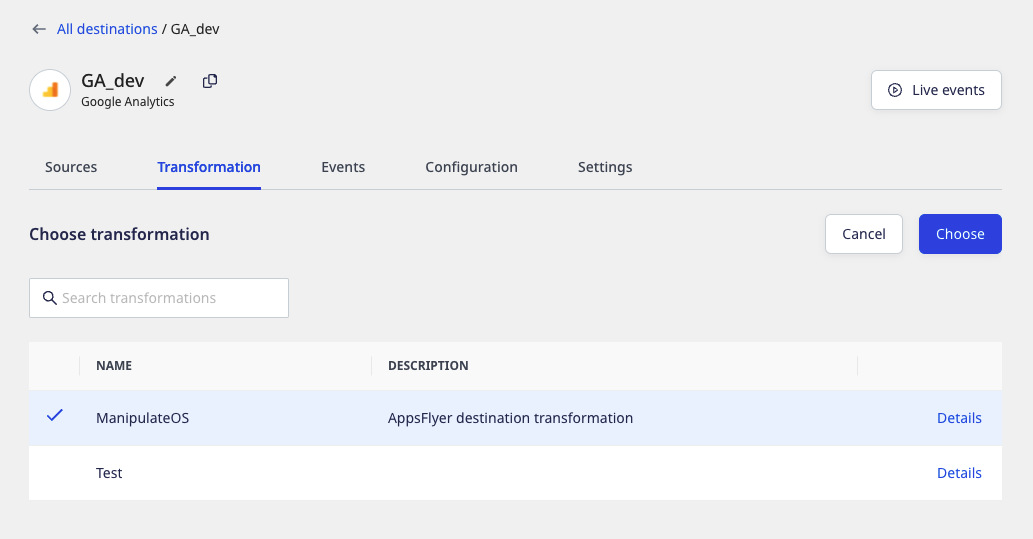 All destinations / GA_dev
GA_dev
Google Analytics
Live events
Sources Transformation Events Configuration Settings
Choose transformation
Cancel Choose
Search transformations
NAME DESCRIPTION
ManipulateOS AppsFlyer destination transformation Details
Test Details